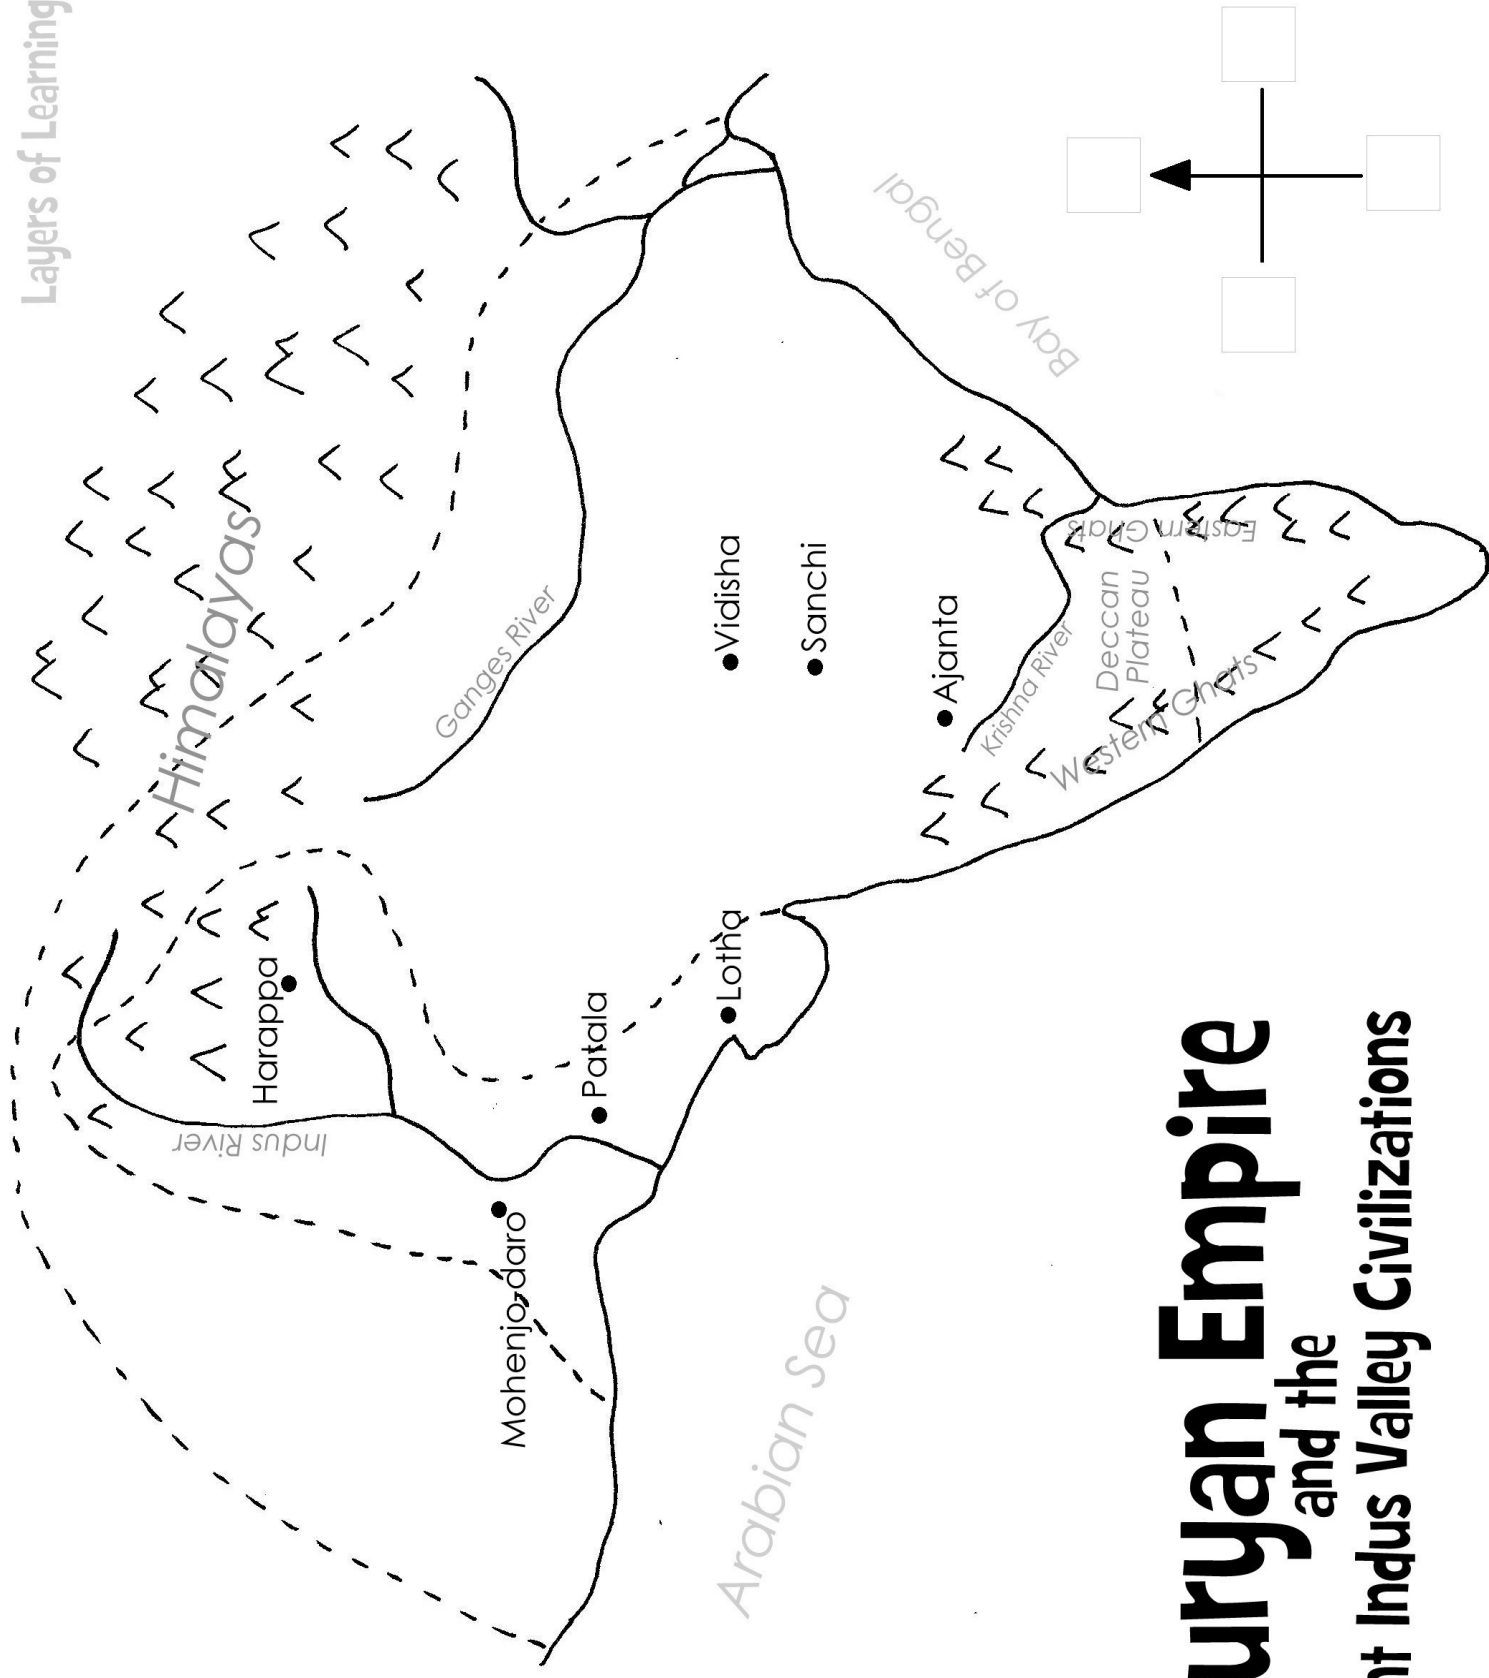 Layers of Learning
Himalayas
Harappa
Indus River
Ganges River
Mohenjo-daro
Patala
Lotha
Vidisha
Sanchi
Ajanta
Krishna River
Deccan
Plateau
Eastern Ghats
Western Ghats
Bay of Bengal
Arabian Sea
uryan Empire
and the
nt Indus Valley Civilizations